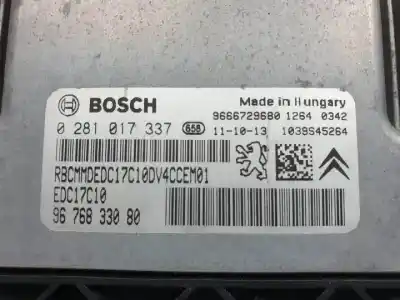 BOSCH
Made in Hungary
9666729680 1264 0342
0 281 017 337 658 11-10-13 1039S45264
RBCMMDEDC17C10DV4CCEM01
EDC17C10
96 768 330 80